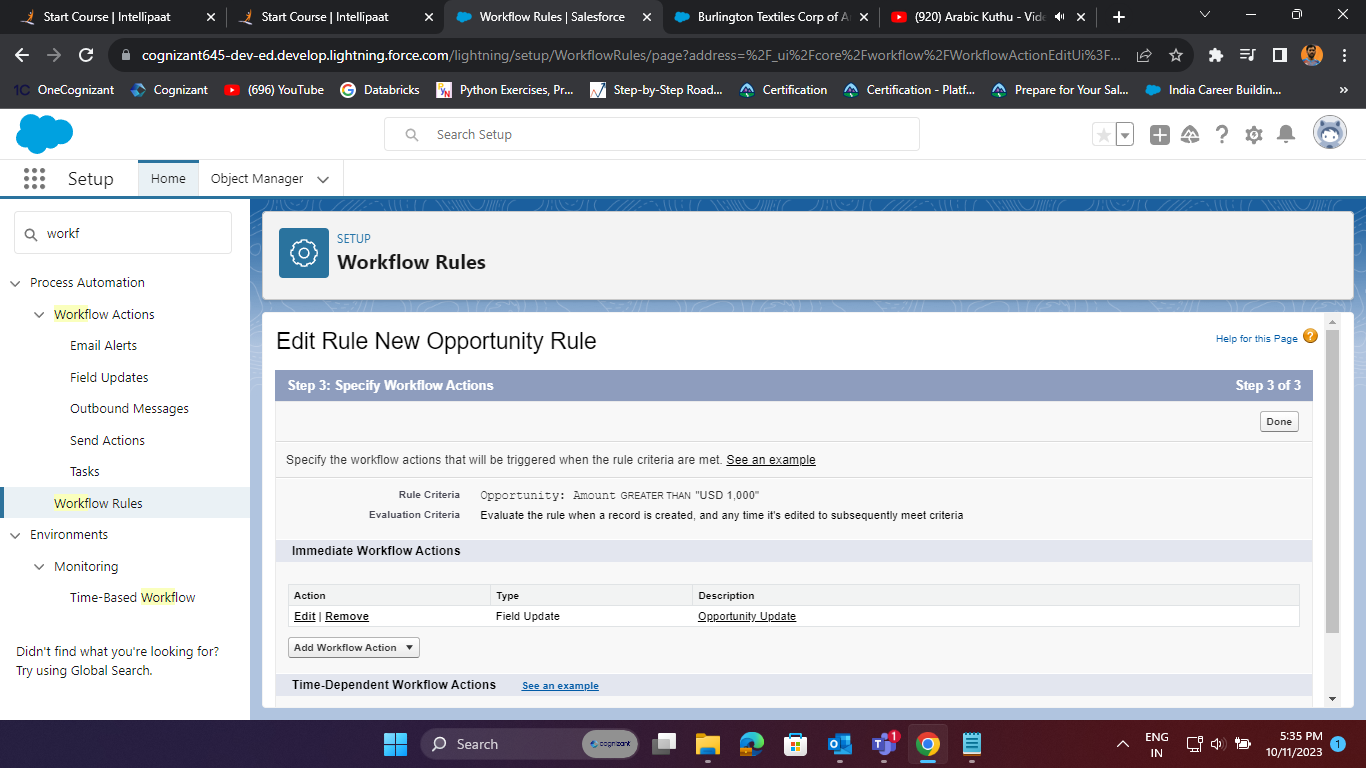 Start Course | Intellipaat
Start Course | Intellipaat
Workflow Rules | Salesforce
Burlington Textiles Corp of A
(920) Arabic Kuthu - Vide
cognizant645-dev-ed.develop.lightning.force.com/lightning/setup/WorkflowRules/page?address=%2F_ui%2Fcore%2Fworkflow%2FWorkflowActionEditUi%3F...
1C OneCognizant
Cognizant
(696) YouTube
Databricks
Python Exercises, Pr...
Step-by-Step Road...
Certification
Certification - Platf...
Prepare for Your Sal...
India Career Buildin...
»
Search Setup
Setup
Home
Object Manager
workf
Process Automation
Workflow Actions
Email Alerts
Field Updates
Outbound Messages
Send Actions
Tasks
Workflow Rules
Environments
Monitoring
Time-Based Workflow
Didn't find what you're looking for?
Try using Global Search.
SETUP
Workflow Rules
Edit Rule New Opportunity Rule
Help for this Page ?
Step 3: Specify Workflow Actions
Step 3 of 3
Done
Specify the workflow actions that will be triggered when the rule criteria are met. See an example
Rule Criteria Opportunity: Amount GREATER THAN "USD 1,000"
Evaluation Criteria Evaluate the rule when a record is created, and any time it's edited to subsequently meet criteria
Immediate Workflow Actions
Action Type Description
Edit | Remove Field Update Opportunity Update
Add Workflow Action
Time-Dependent Workflow Actions See an example
Search
cognizant
1
ENG
IN
5:35 PM
10/11/2023
1